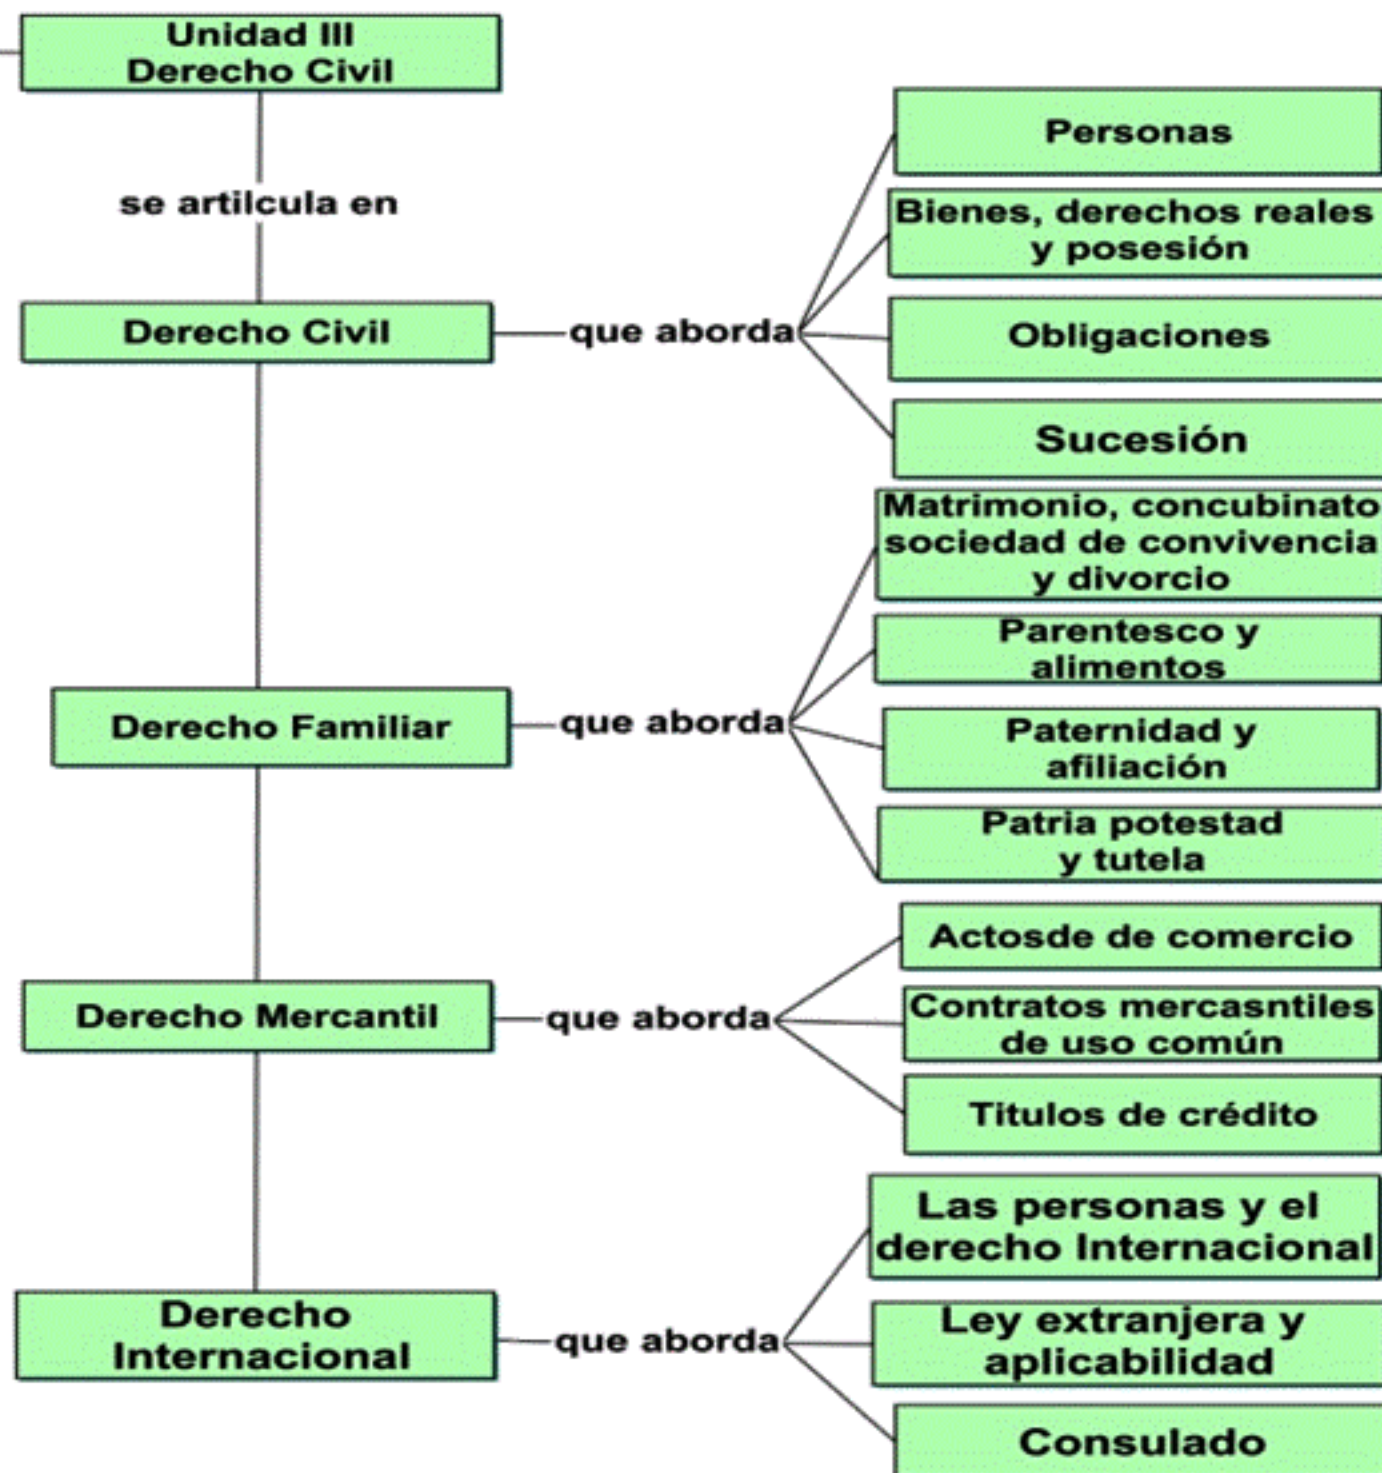 Unidad III
Derecho Civil
se artilcula en
Derecho Civil
que aborda
Personas
Bienes, derechos reales
y posesión
Obligaciones
Sucesión
Derecho Familiar
que aborda
Matrimonio, concubinato
sociedad de convivencia
y divorcio
Parentesco y
alimentos
Paternidad y
afiliación
Patria potestad
y tutela
Derecho Mercantil
que aborda
Actosde de comercio
Contratos mercasntiles
de uso común
Titulos de crédito
Derecho
Internacional
que aborda
Las personas y el
derecho Internacional
Ley extranjera y
aplicabilidad
Consulado